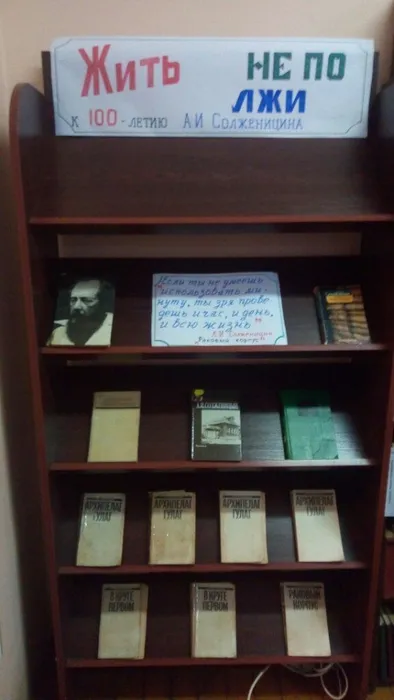 Жить НЕ ПО
ЛЖИ
К 100-ЛЕТИЮ А.И СОЛЖЕНИЦИНА
"Если ты не умеешь
использовать ми-
нуту, ты зря прове
дешь и час, и день,
и всю жизнь"
А.И Солженицин
"Раковый корпус"
А.И.СОЛЖЕНИЦЫН
АРХИПЕЛАГ
ГУЛАГ
АРХИПЕЛАГ
ГУЛАГ
АРХИПЕЛАГ
ГУЛАГ
АРХИПЕЛАГ
ГУЛАГ
В КРУГЕ
ПЕРВОМ
В КРУГЕ
ПЕРВОМ
РАКОВЫЙ
КОРПУС